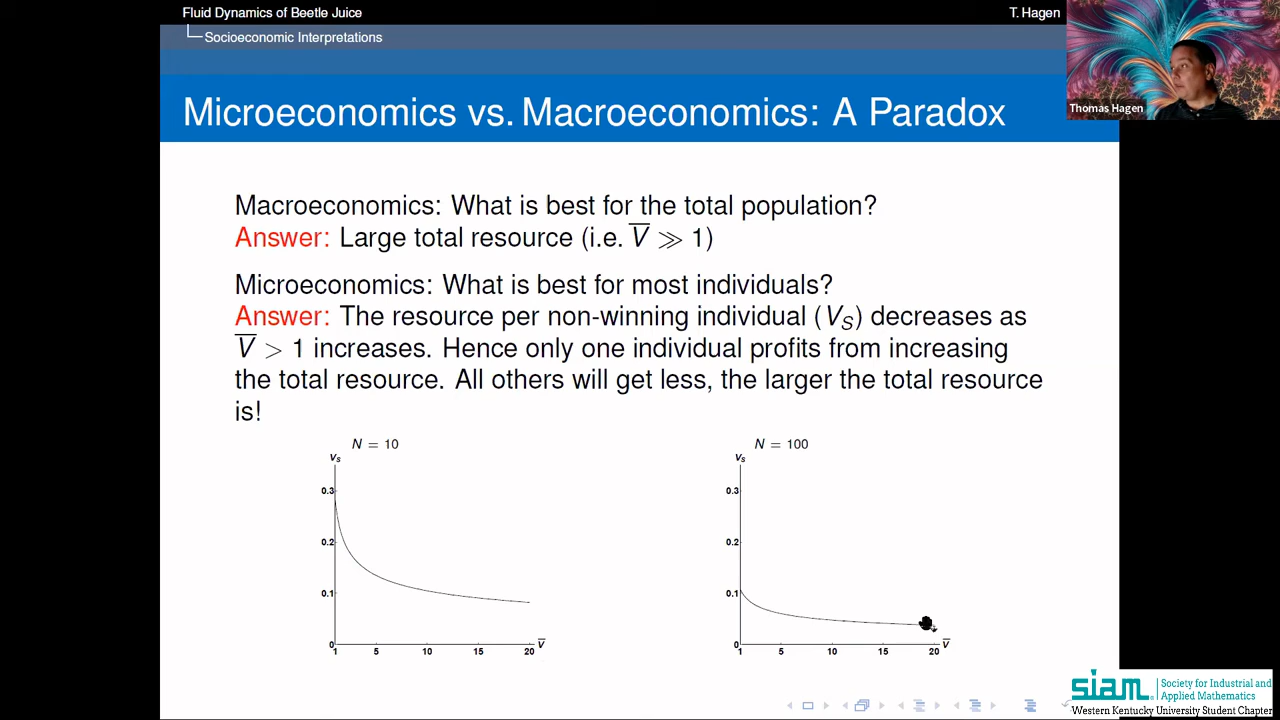 Fluid Dynamics of Beetle Juice
T. Hagen
Socioeconomic Interpretations
Thomas Hagen
Microeconomics vs. Macroeconomics: A Paradox
Macroeconomics: What is best for the total population?
Answer: Large total resource (i.e. V̅ ≫ 1)
Microeconomics: What is best for most individuals?
Answer: The resource per non-winning individual (V_S) decreases as
V̅ > 1 increases. Hence only one individual profits from increasing
the total resource. All others will get less, the larger the total resource
is!
N = 10
V_S
0.3
0.2
0.1
0
1 5 10 15 20
V̅
N = 100
V_S
0.3
0.2
0.1
0
1 5 10 15 20
V̅
siam
Society for Industrial and
Applied Mathematics
Western Kentucky University Student Chapter